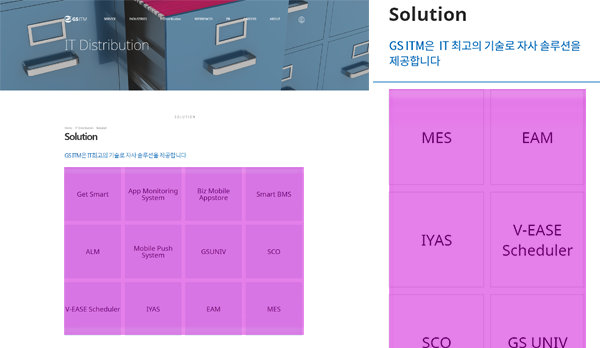 GS ITM
IT Distribution
SOLUTION
Solution
GS ITM은 IT 최고의 기술로 자사 솔루션을 제공합니다
Get Smart
App Monitoring
System
Biz Mobile
Appstore
Smart BMS
ALM
Mobile Push
System
GSUNIV
SCO
V-EASE Scheduler
IYAS
EAM
MES
Solution
GS ITM은 IT 최고의 기술로 자사 솔루션을
제공합니다
MES
EAM
IYAS
V-EASE
Scheduler
SCO
GS UNIV